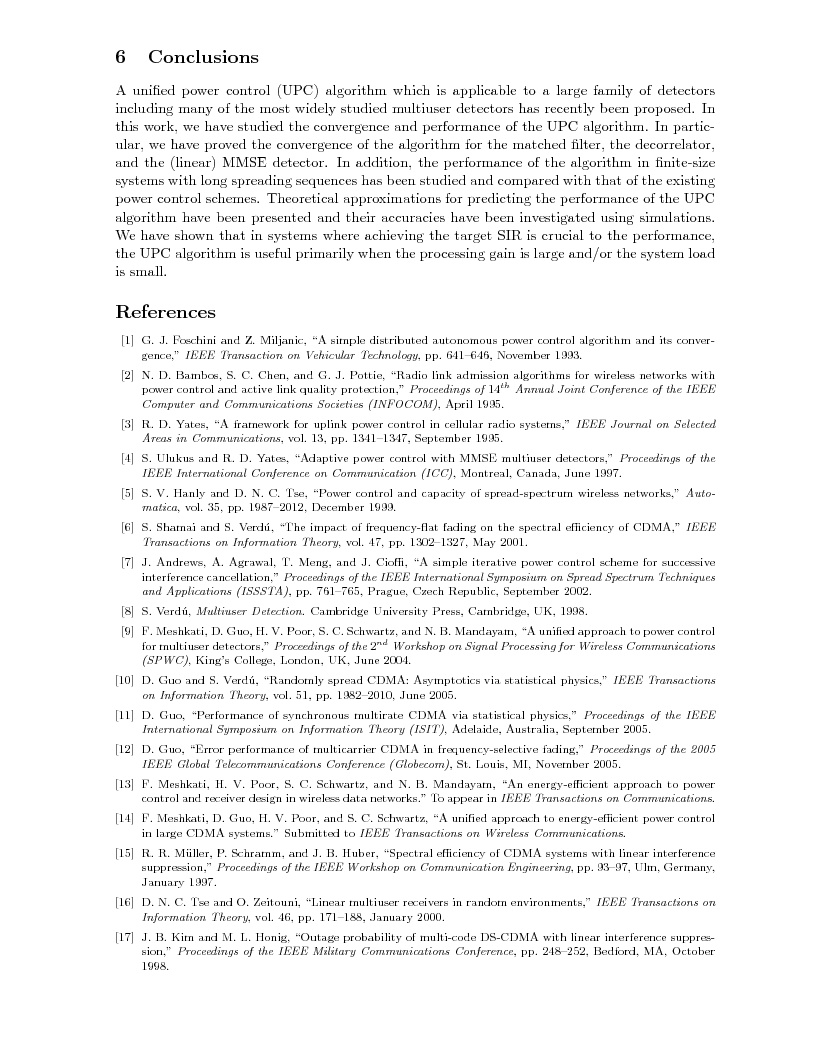 6 Conclusions
A unified power control (UPC) algorithm which is applicable to a large family of detectors
including many of the most widely studied multiuser detectors has recently been proposed. In
this work, we have studied the convergence and performance of the UPC algorithm. In partic-
ular, we have proved the convergence of the algorithm for the matched filter, the decorrelator,
and the (linear) MMSE detector. In addition, the performance of the algorithm in finite-size
systems with long spreading sequences has been studied and compared with that of the existing
power control schemes. Theoretical approximations for predicting the performance of the UPC
algorithm have been presented and their accuracies have been investigated using simulations.
We have shown that in systems where achieving the target SIR is crucial to the performance,
the UPC algorithm is useful primarily when the processing gain is large and/or the system load
is small.
References
[1] G. J. Foschini and Z. Miljanic, “A simple distributed autonomous power control algorithm and its conver-
gence,” IEEE Transaction on Vehicular Technology, pp. 641–646, November 1993.
[2] N. D. Bambos, S. C. Chen, and G. J. Pottie, “Radio link admission algorithms for wireless networks with
power control and active link quality protection,” Proceedings of 14th Annual Joint Conference of the IEEE
Computer and Communications Societies (INFOCOM), April 1995.
[3] R. D. Yates, “A framework for uplink power control in cellular radio systems,” IEEE Journal on Selected
Areas in Communications, vol. 13, pp. 1341–1347, September 1995.
[4] S. Ulukus and R. D. Yates, “Adaptive power control with MMSE multiuser detectors,” Proceedings of the
IEEE International Conference on Communication (ICC), Montreal, Canada, June 1997.
[5] S. V. Hanly and D. N. C. Tse, “Power control and capacity of spread-spectrum wireless networks,” Auto-
matica, vol. 35, pp. 1987–2012, December 1999.
[6] S. Shamai and S. Verdú, “The impact of frequency-flat fading on the spectral efficiency of CDMA,” IEEE
Transactions on Information Theory, vol. 47, pp. 1302–1327, May 2001.
[7] J. Andrews, A. Agrawal, T. Meng, and J. Cioffi, “A simple iterative power control scheme for successive
interference cancellation,” Proceedings of the IEEE International Symposium on Spread Spectrum Techniques
and Applications (ISSSTA), pp. 761–765, Prague, Czech Republic, September 2002.
[8] S. Verdú, Multiuser Detection. Cambridge University Press, Cambridge, UK, 1998.
[9] F. Meshkati, D. Guo, H. V. Poor, S. C. Schwartz, and N. B. Mandayam, “A unified approach to power control
for multiuser detectors,” Proceedings of the 2nd Workshop on Signal Processing for Wireless Communications
(SPWC), King’s College, London, UK, June 2004.
[10] D. Guo and S. Verdú, “Randomly spread CDMA: Asymptotics via statistical physics,” IEEE Transactions
on Information Theory, vol. 51, pp. 1982–2010, June 2005.
[11] D. Guo, “Performance of synchronous multirate CDMA via statistical physics,” Proceedings of the IEEE
International Symposium on Information Theory (ISIT), Adelaide, Australia, September 2005.
[12] D. Guo, “Error performance of multicarrier CDMA in frequency-selective fading,” Proceedings of the 2005
IEEE Global Telecommunications Conference (Globecom), St. Louis, MI, November 2005.
[13] F. Meshkati, H. V. Poor, S. C. Schwartz, and N. B. Mandayam, “An energy-efficient approach to power
control and receiver design in wireless data networks.” To appear in IEEE Transactions on Communications.
[14] F. Meshkati, D. Guo, H. V. Poor, and S. C. Schwartz, “A unified approach to energy-efficient power control
in large CDMA systems.” Submitted to IEEE Transactions on Wireless Communications.
[15] R. R. Müller, P. Schramm, and J. B. Huber, “Spectral efficiency of CDMA systems with linear interference
suppression,” Proceedings of the IEEE Workshop on Communication Engineering, pp. 93–97, Ulm, Germany,
January 1997.
[16] D. N. C. Tse and O. Zeitouni, “Linear multiuser receivers in random environments,” IEEE Transactions on
Information Theory, vol. 46, pp. 171–188, January 2000.
[17] J. B. Kim and M. L. Honig, “Outage probability of multi-code DS-CDMA with linear interference suppres-
sion,” Proceedings of the IEEE Military Communications Conference, pp. 248–252, Bedford, MA, October
1998.